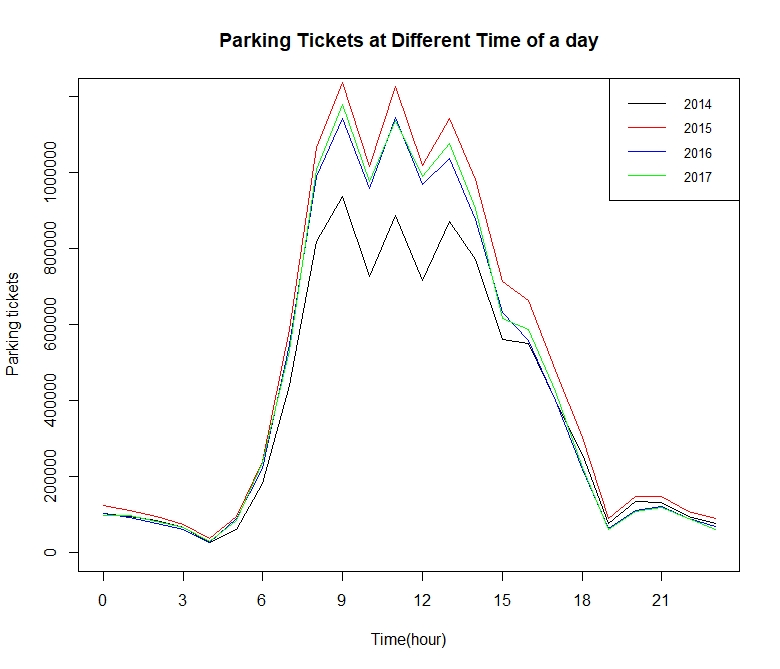 Parking Tickets at Different Time of a day
2014
2015
2016
2017
Parking tickets
1000000
800000
600000
400000
200000
0
0 3 6 9 12 15 18 21
Time(hour)